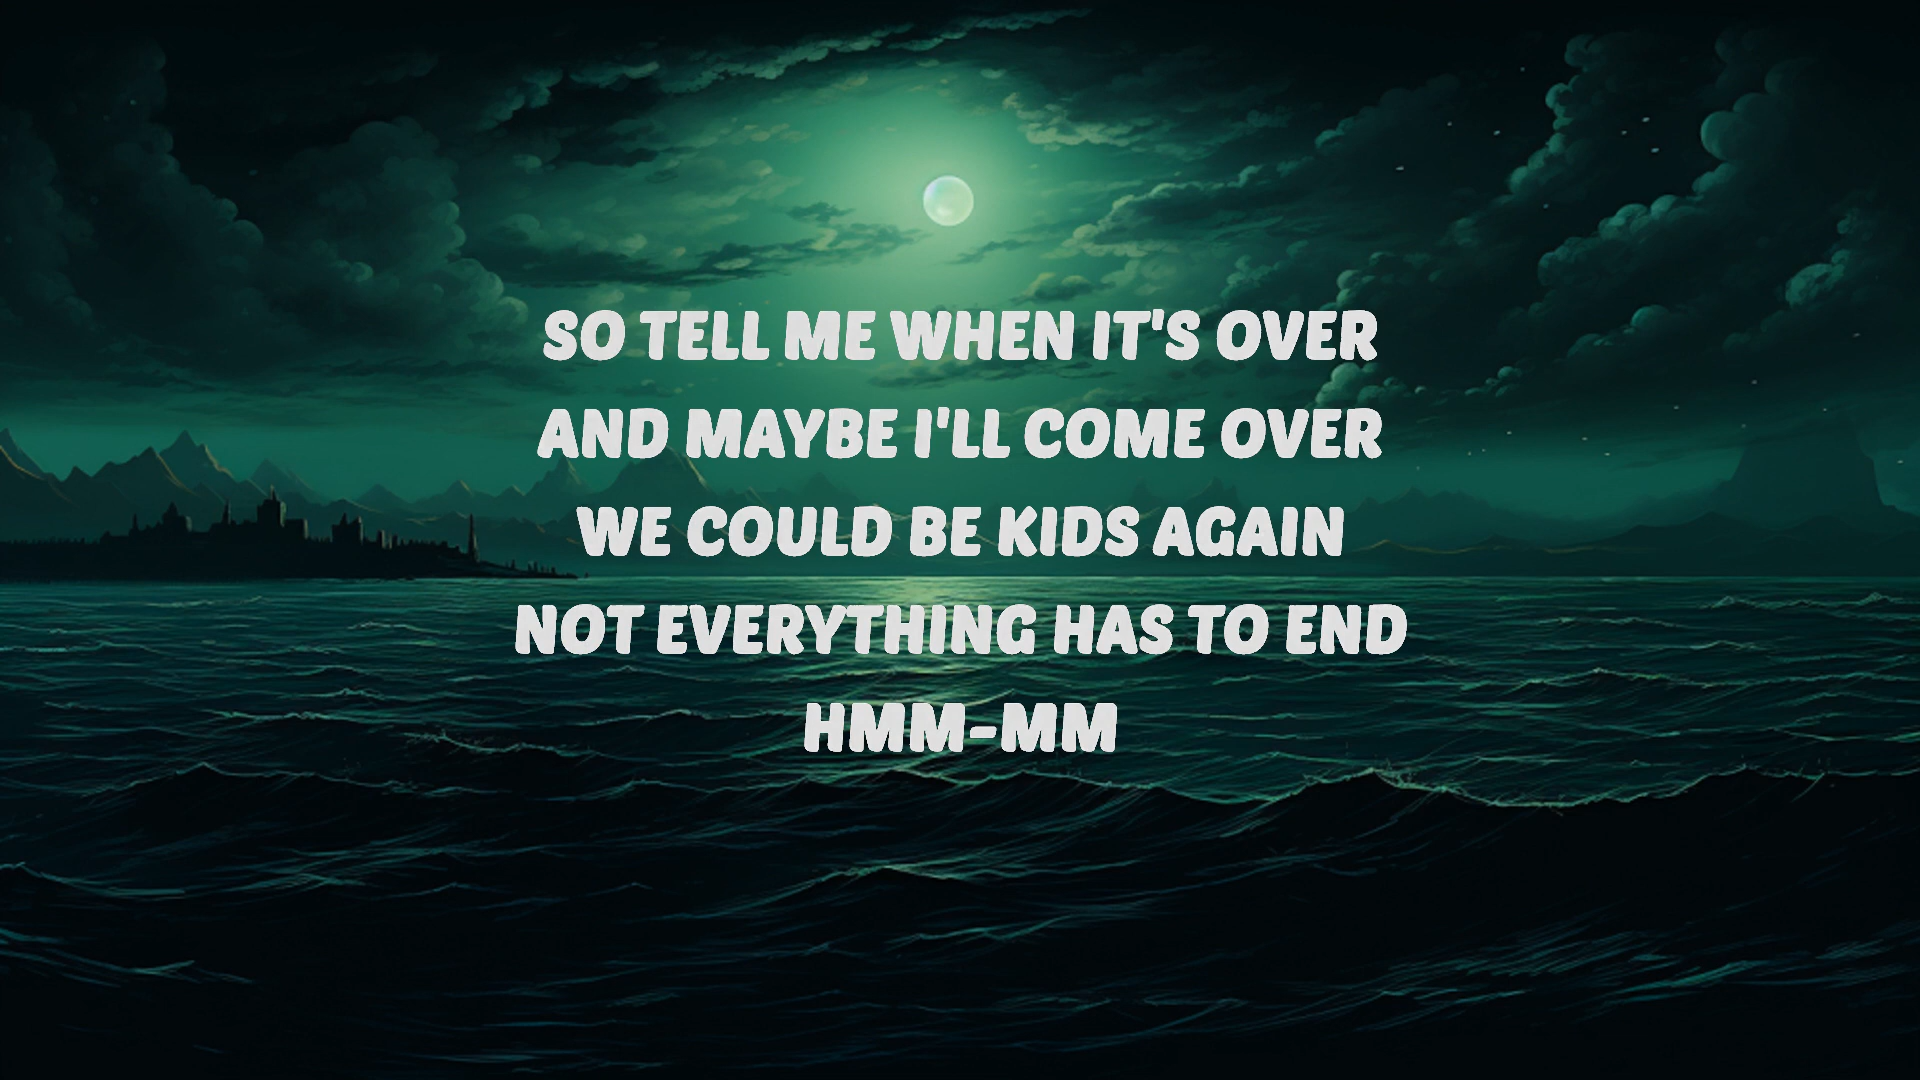 SO TELL ME WHEN IT'S OVER
AND MAYBE I'LL COME OVER
WE COULD BE KIDS AGAIN
NOT EVERYTHING HAS TO END
HMM-MM